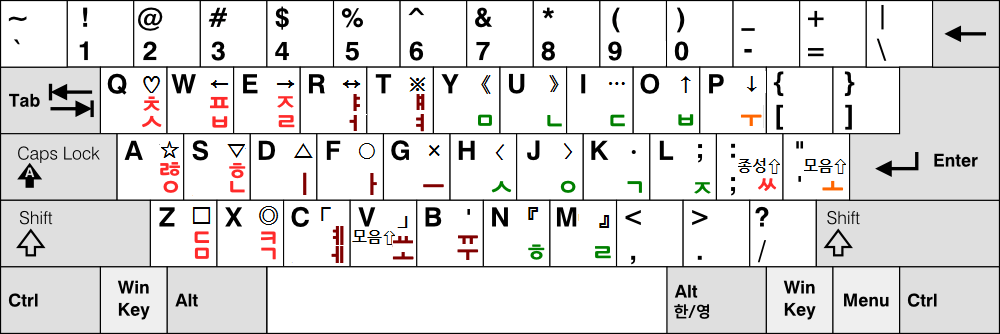 ~ ! @ # $ % ^ & * ( ) _ + | ←
` 1 2 3 4 5 6 7 8 9 0 - = \
Q ♡ W ← E → R ↔ T ※ Y 《 U 》 I … O ↑ P ↓ { }
Tab ㅊ ㅍ ㅈ ㅑ ㅒ
ㅅ ㅂ ㄹ ㅓ ㅕ ㅁ ㄴ ㄷ ㅂ ㅜ [ ]
Caps Lock A ☆ S ▽ D △ F ○ G × H 〈 J 〉 K · L ; : " Enter
A ㅀ ㅎ 종성⇧ 모음⇧
ㅇ ㄴ ㅣ ㅏ ㅡ ㅅ ㅇ ㄱ ㅈ ; ㅆ ' ㅗ
Shift Z □ X ◎ C 「 V 」 B ' N 『 M 』 < > ? Shift
ㄷ ㅋ ㅖ 모음⇧ ㅛ ㅠ
ㅁ ㄱ ㅔ ㅗ ㅜ ㅎ ㄹ , . /
Ctrl Win Key Alt Alt 한/영 Win Key Menu Ctrl